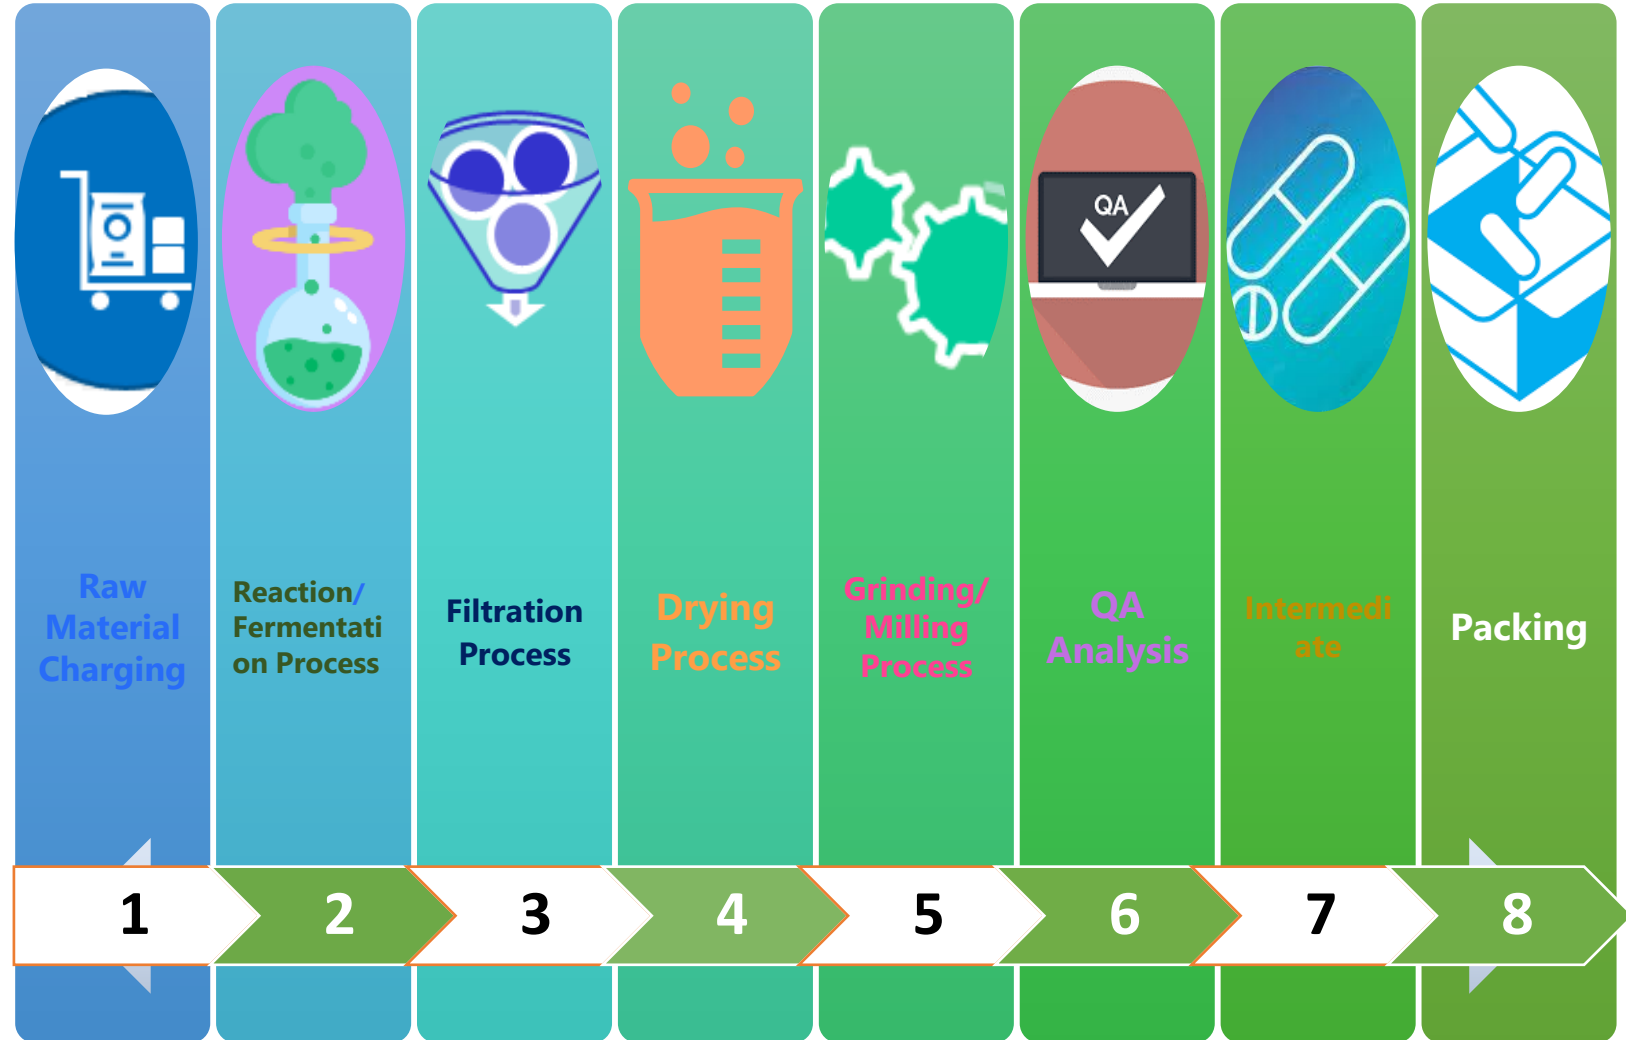 QA
Raw
Material
Charging
Reaction/
Fermentati
on Process
Filtration
Process
Drying
Process
Grinding/
Milling
Process
QA
Analysis
Intermedi
ate
Packing
1
2
3
4
5
6
7
8